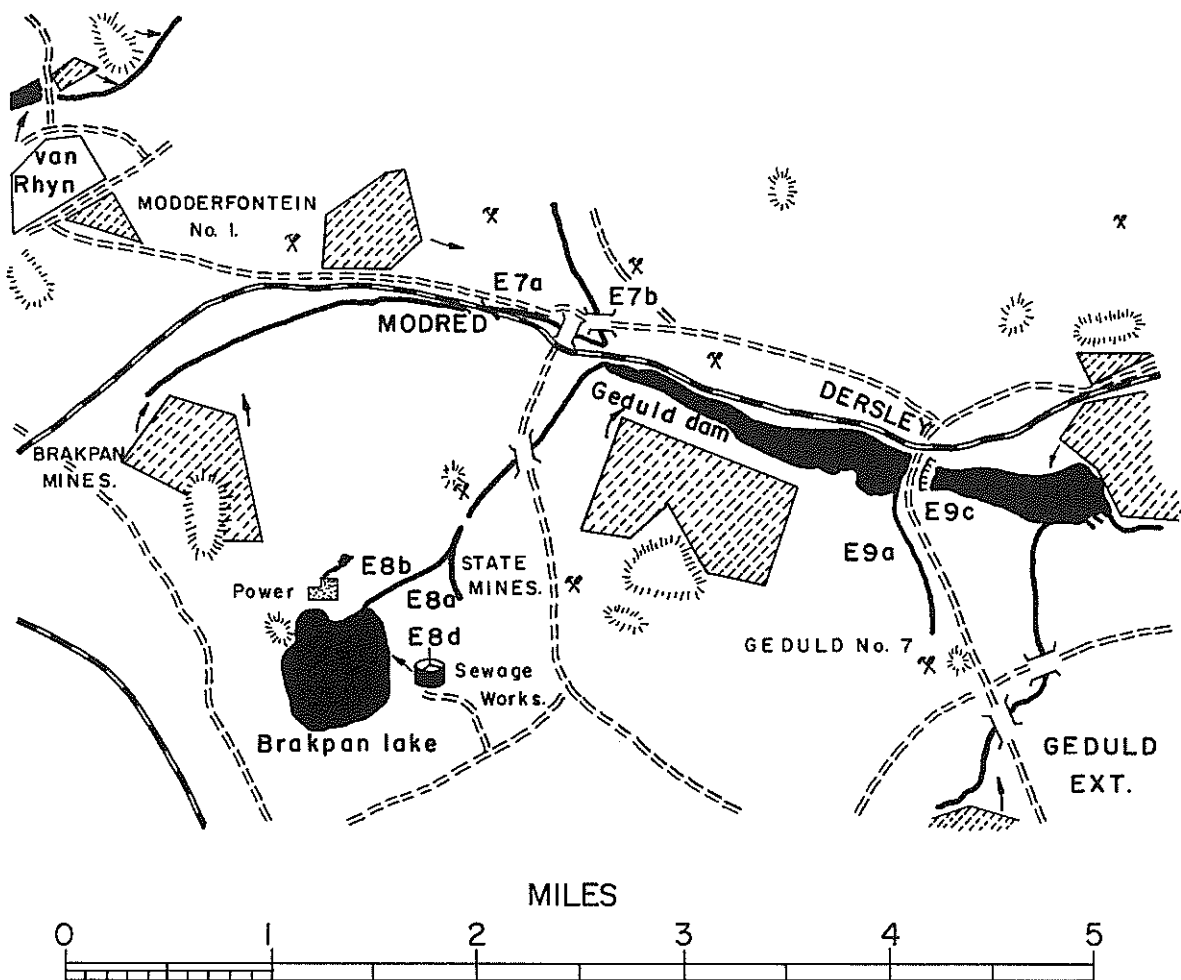 van
Rhyn
MODDERFONTEIN
No. 1.
E7a
E7b
MODRED
DERSLEY
Geduld dam
BRAKPAN
MINES.
E9c
E9a
STATE
MINES.
E8b
Power
E8a
E8d
Sewage
Works.
GEDULD No. 7
Brakpan lake
GEDULD
EXT.
MILES
0 1 2 3 4 5